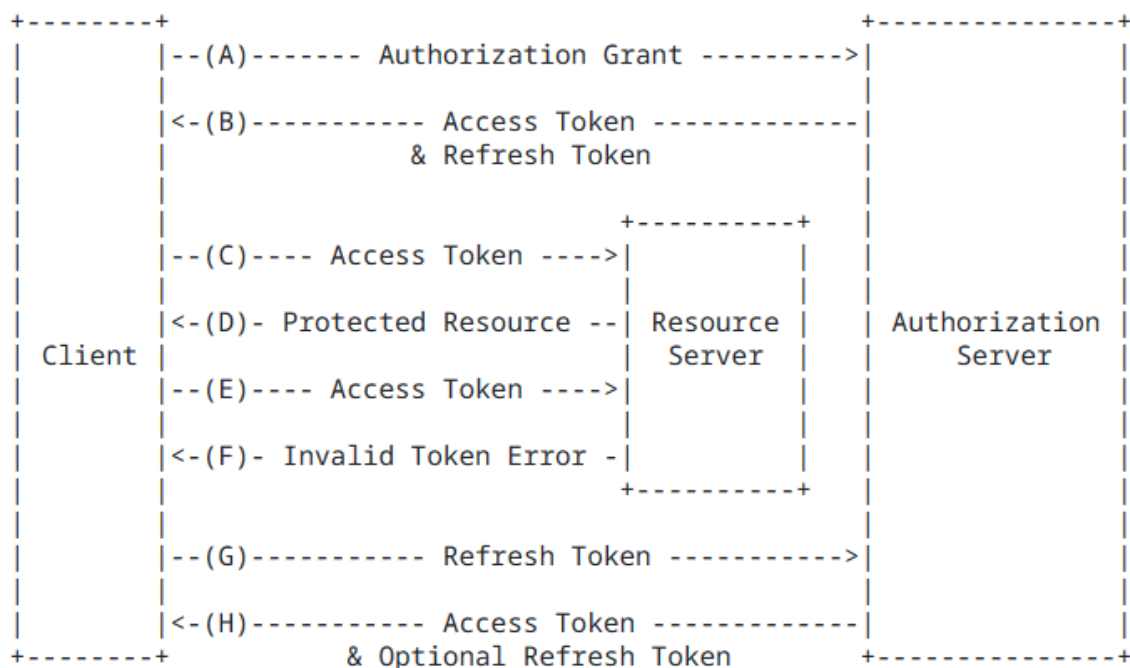 +--------+                                           +---------------+
|        |--(A)------- Authorization Grant --------->|               |
|        |                                           |               |
|        |<-(B)----------- Access Token -------------|               |
|        |               & Refresh Token             |               |
|        |                                           |               |
|        |                            +----------+   |               |
|        |--(C)---- Access Token ---->|          |   |               |
|        |                            |          |   |               |
|        |<-(D)- Protected Resource --| Resource |   | Authorization |
| Client |                            |  Server  |   |     Server    |
|        |--(E)---- Access Token ---->|          |   |               |
|        |                            |          |   |               |
|        |<-(F)- Invalid Token Error -|          |   |               |
|        |                            +----------+   |               |
|        |                                           |               |
|        |--(G)----------- Refresh Token ----------->|               |
|        |                                           |               |
|        |<-(H)----------- Access Token -------------|               |
+--------+           & Optional Refresh Token        +---------------+